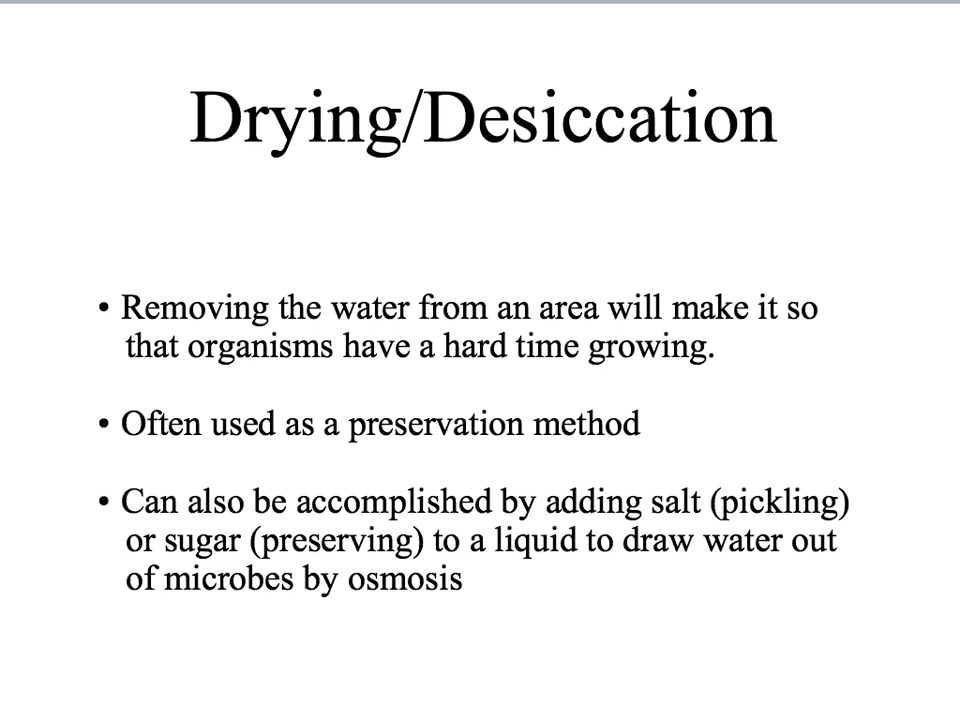 Drying/Desiccation
• Removing the water from an area will make it so
that organisms have a hard time growing.
• Often used as a preservation method
• Can also be accomplished by adding salt (pickling)
or sugar (preserving) to a liquid to draw water out
of microbes by osmosis